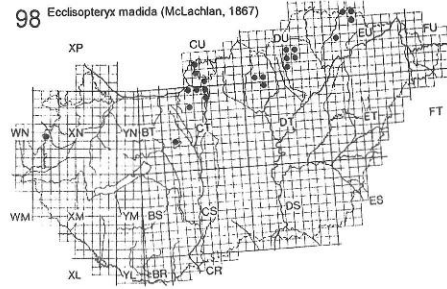 98 Ecclisopteryx madida (McLachlan, 1867)
XP CU DU EU FU
WN XN YN BT CT DT ET FT
WM XM YM BS CS DS ES
XL YL BR CR